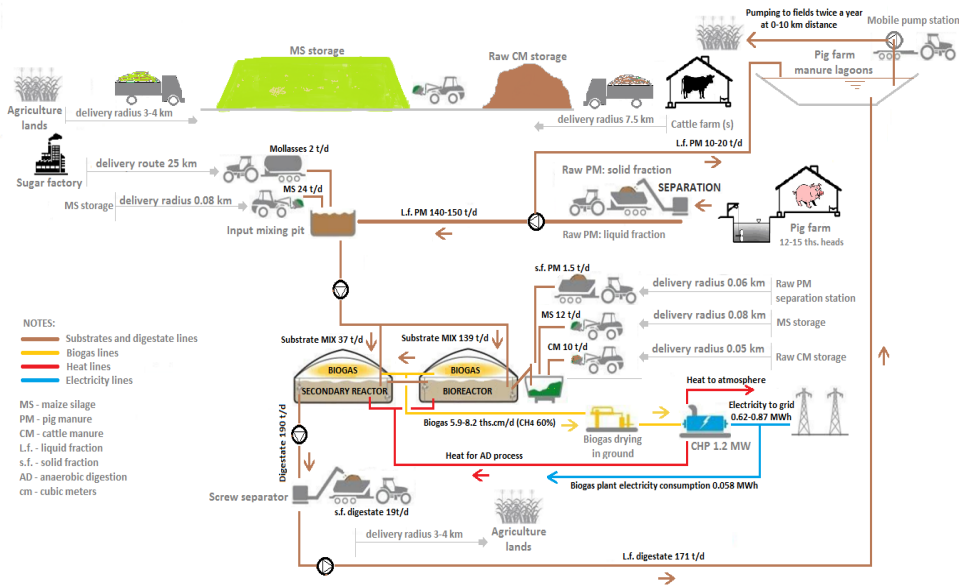 Pumping to fields twice a year
at 0-10 km distance
Mobile pump station
MS storage
Raw CM storage
Pig farm
manure lagoons
Agriculture
lands
delivery radius 3-4 km
delivery radius 7.5 km
Cattle farm (s)
L.f. PM 10-20 t/d
Mollasses 2 t/d
delivery route 25 km
Sugar factory
Raw PM: solid fraction
SEPARATION
MS 24 t/d
MS storage
delivery radius 0.08 km
L.f. PM 140-150 t/d
Input mixing pit
Raw PM: liquid fraction
Pig farm
12-15 ths. heads
s.f. PM 1.5 t/d
delivery radius 0.06 km
Raw PM
separation station
MS 12 t/d
delivery radius 0.08 km
MS storage
CM 10 t/d
delivery radius 0.05 km
Raw CM storage
NOTES:
Substrates and digestate lines
Biogas lines
Heat lines
Electricity lines
MS - maize silage
PM - pig manure
CM - cattle manure
L.f. - liquid fraction
s.f. - solid fraction
AD - anaerobic digestion
cm - cubic meters
Substrate MIX 37 t/d
Substrate MIX 139 t/d
BIOGAS
BIOGAS
SECONDARY REACTOR
BIOREACTOR
Heat to atmosphere
Electricity to grid
0.62-0.87 MWh
Biogas 5.9-8.2 ths.cm/d (CH4 60%)
Biogas drying
in ground
CHP 1.2 MW
Heat for AD process
Biogas plant electricity consumption 0.058 MWh
Digestate 190 t/d
Screw separator
s.f. digestate 19t/d
delivery radius 3-4 km
Agriculture
lands
L.f. digestate 171 t/d